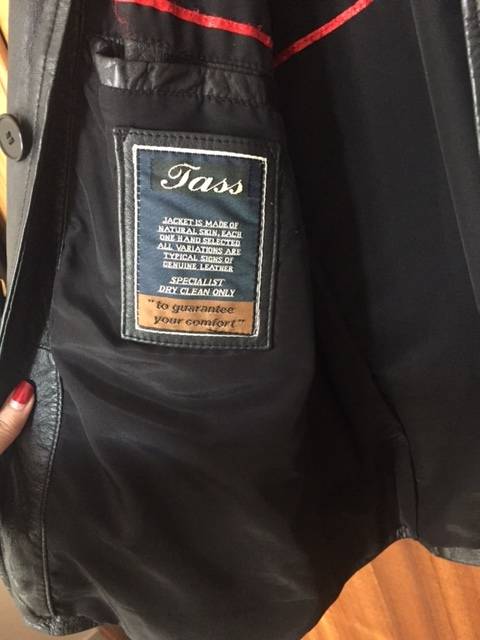 Tass
JACKET IS MADE OF
NATURAL SKIN, EACH
ONE HAND SELECTED
ALL VARIATIONS ARE
TYPICAL SIGNS OF
GENUINE LEATHER
SPECIALIST
DRY CLEAN ONLY
"to guarantee
your comfort"